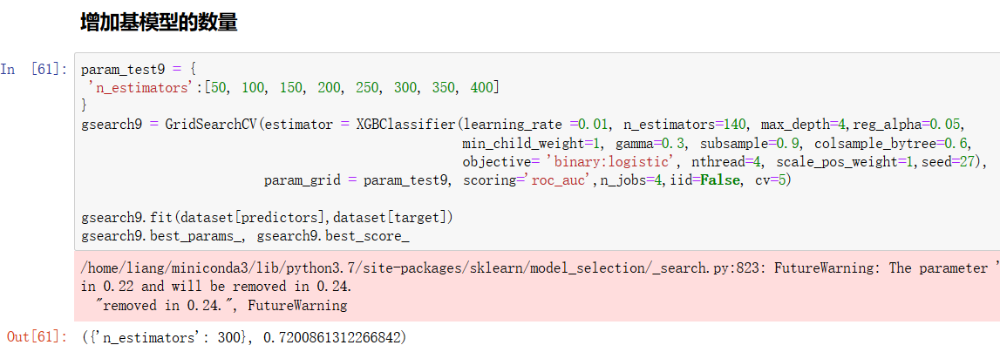 增加基模型的数量
In [61]: param_test9 = {
 'n_estimators':[50, 100, 150, 200, 250, 300, 350, 400]
}
gsearch9 = GridSearchCV(estimator = XGBClassifier(learning_rate =0.01, n_estimators=140, max_depth=4,reg_alpha=0.05,
min_child_weight=1, gamma=0.3, subsample=0.9, colsample_bytree=0.6,
objective= 'binary:logistic', nthread=4, scale_pos_weight=1,seed=27),
param_grid = param_test9, scoring='roc_auc',n_jobs=4,iid=False, cv=5)
gsearch9.fit(dataset[predictors],dataset[target])
gsearch9.best_params_, gsearch9.best_score_
/home/liang/miniconda3/lib/python3.7/site-packages/sklearn/model_selection/_search.py:823: FutureWarning: The parameter '
in 0.22 and will be removed in 0.24.
"removed in 0.24.", FutureWarning
Out[61]: ({'n_estimators': 300}, 0.7200861312266842)